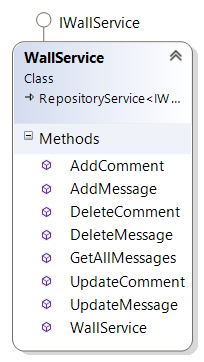 IWallService
WallService
Class
RepositoryService<IW...
Methods
AddComment
AddMessage
DeleteComment
DeleteMessage
GetAllMessages
UpdateComment
UpdateMessage
WallService